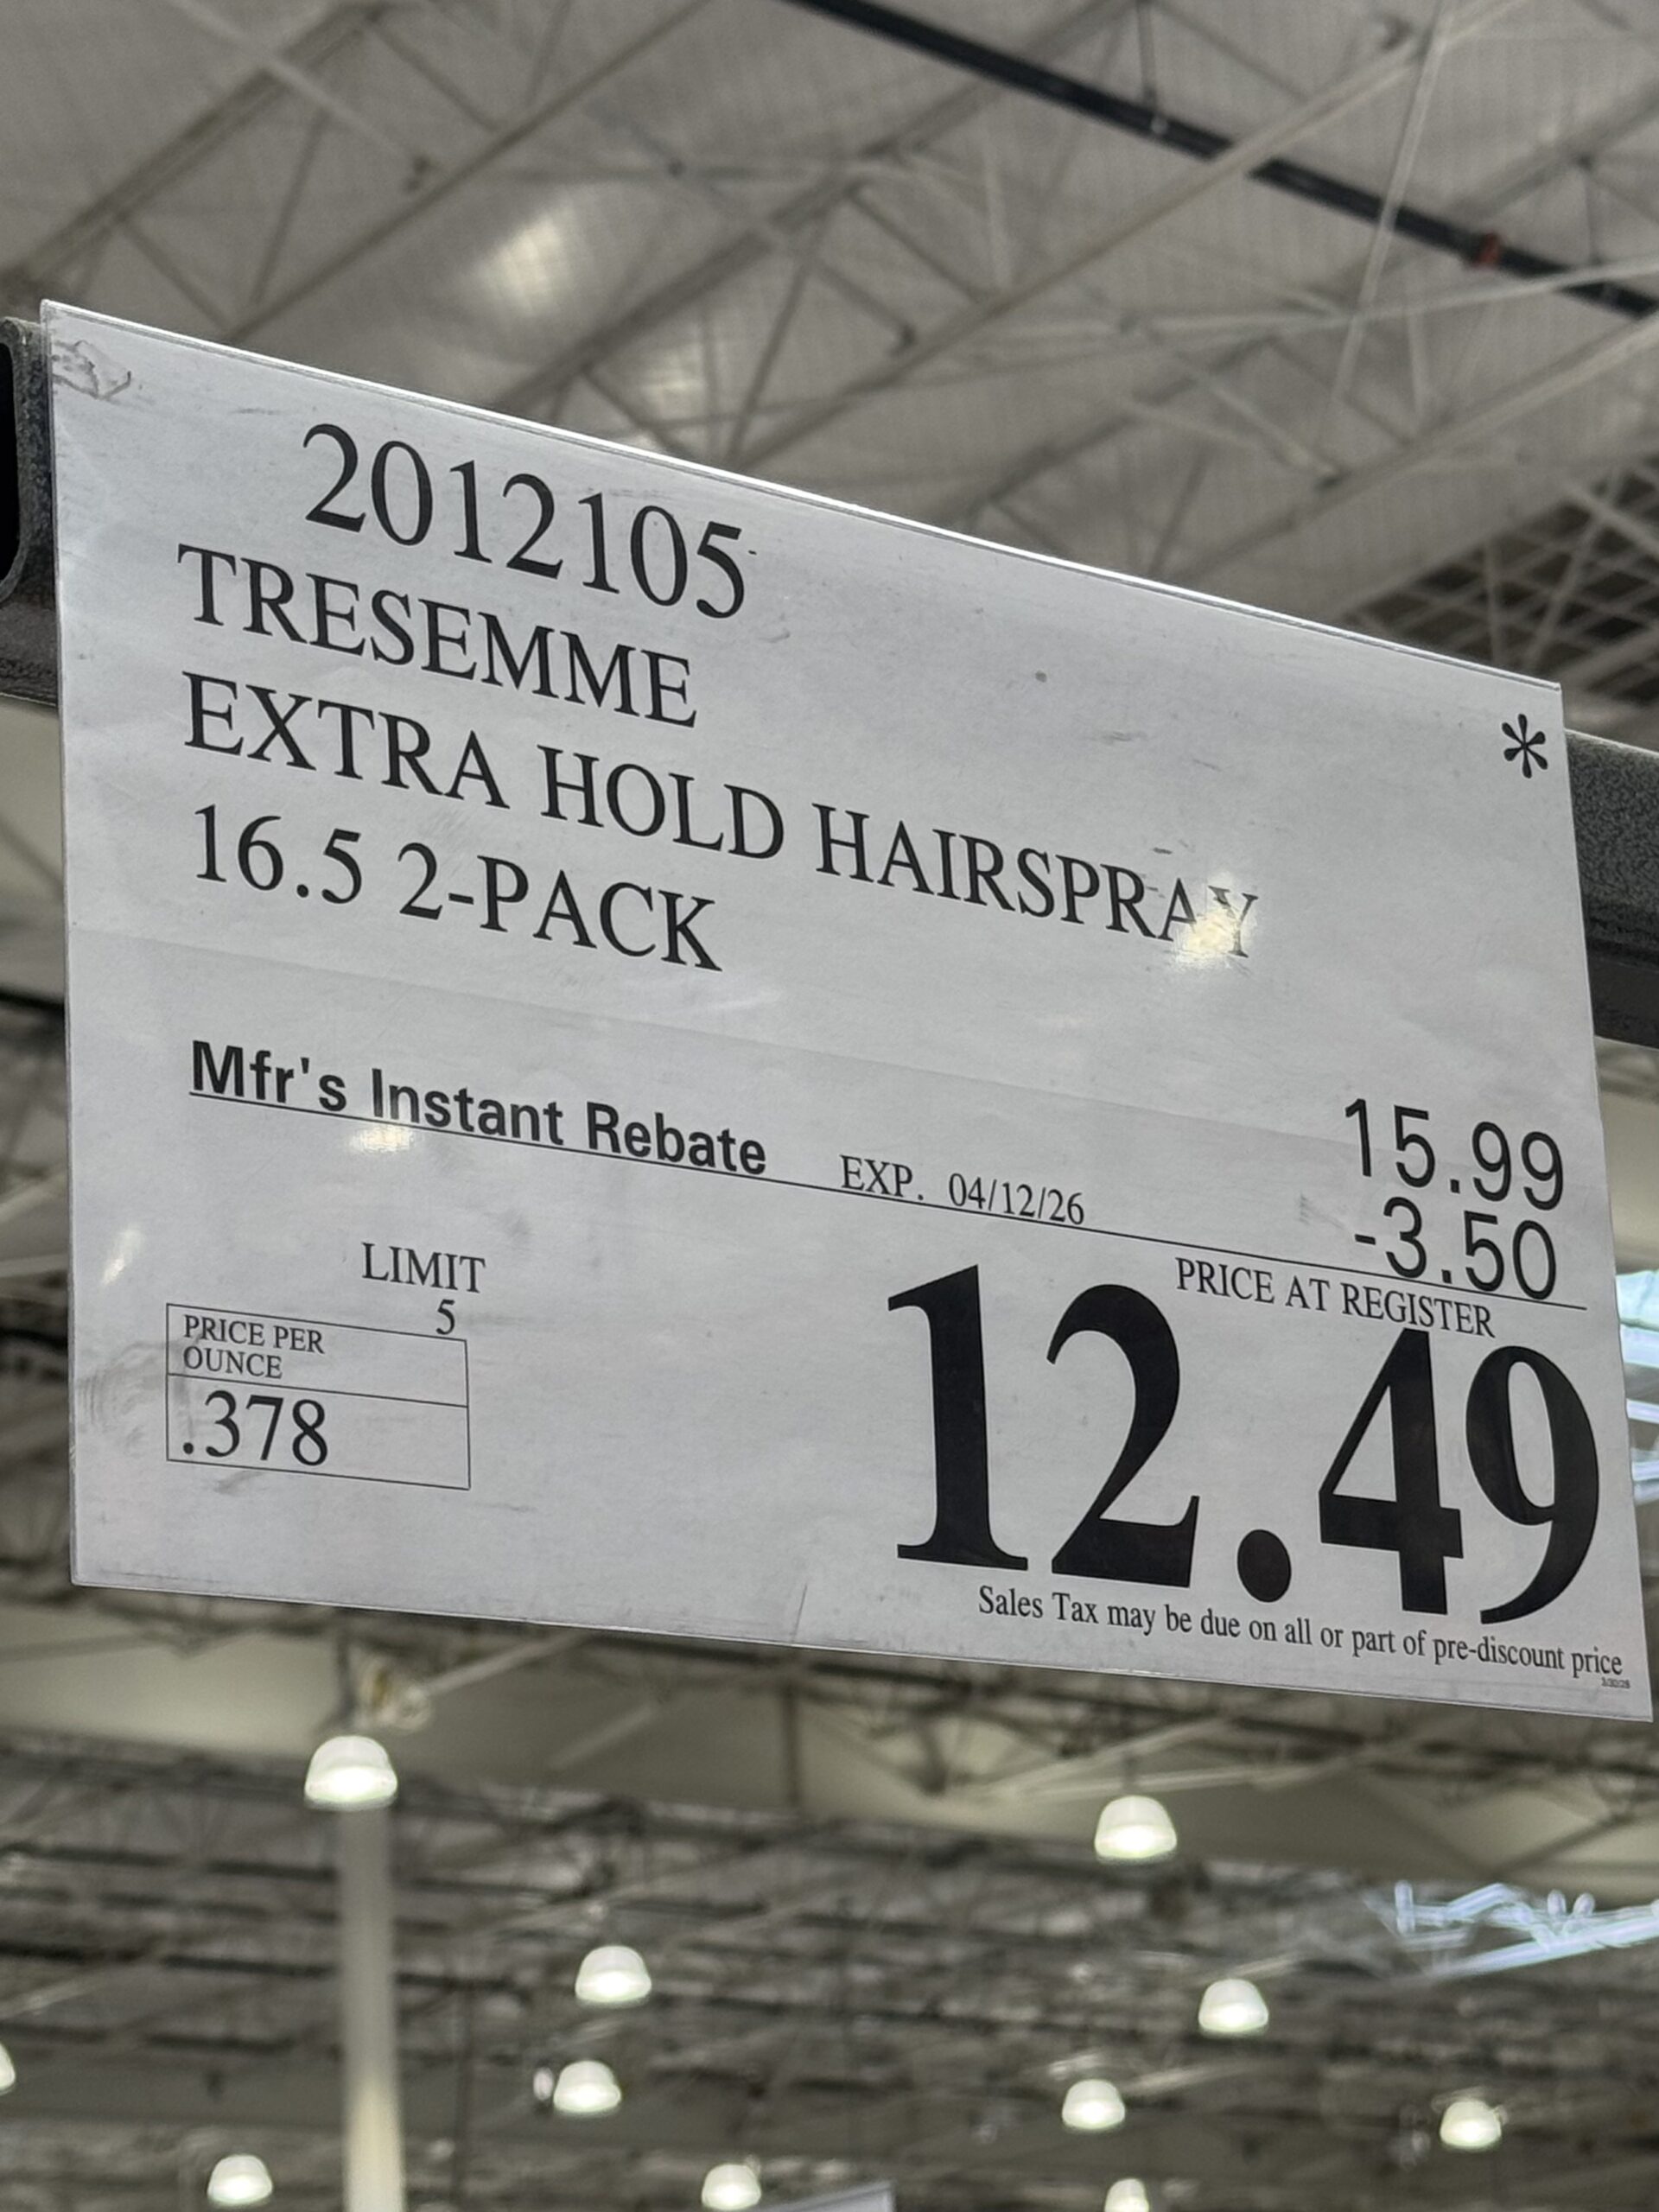 2012105
TRESEMME
*
EXTRA HOLD HAIRSPRAY
16.5 2-PACK
15.99
Mfr's Instant Rebate EXP. 04/12/26 -3.50
PRICE AT REGISTER
12.49
LIMIT
5
PRICE PER
OUNCE
.378
Sales Tax may be due on all or part of pre-discount price